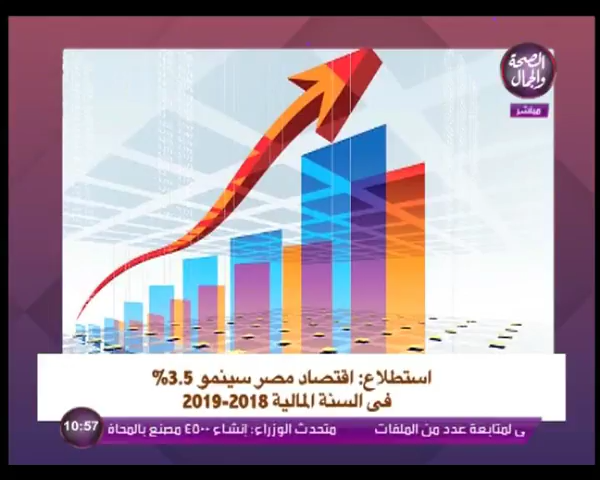 الصحة
والجمال
مباشر
استطلاع: اقتصاد مصر سينمو 3.5%
فى السنة المالية 2018-2019
10:57
ى لمتابعة عدد من الملفات
متحدث الوزراء: إنشاء ٤٥٠٠ مصنع بالمحاة